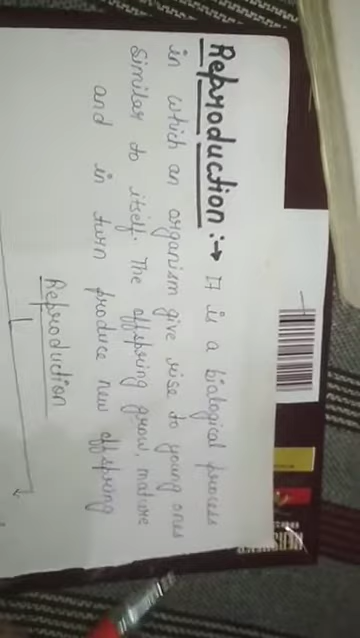 Reproduction :→ It is a biological process
in which an organism give rise to young ones
similar to itself. The offspring grow, mature
and in turn produce new offspring
Reproduction